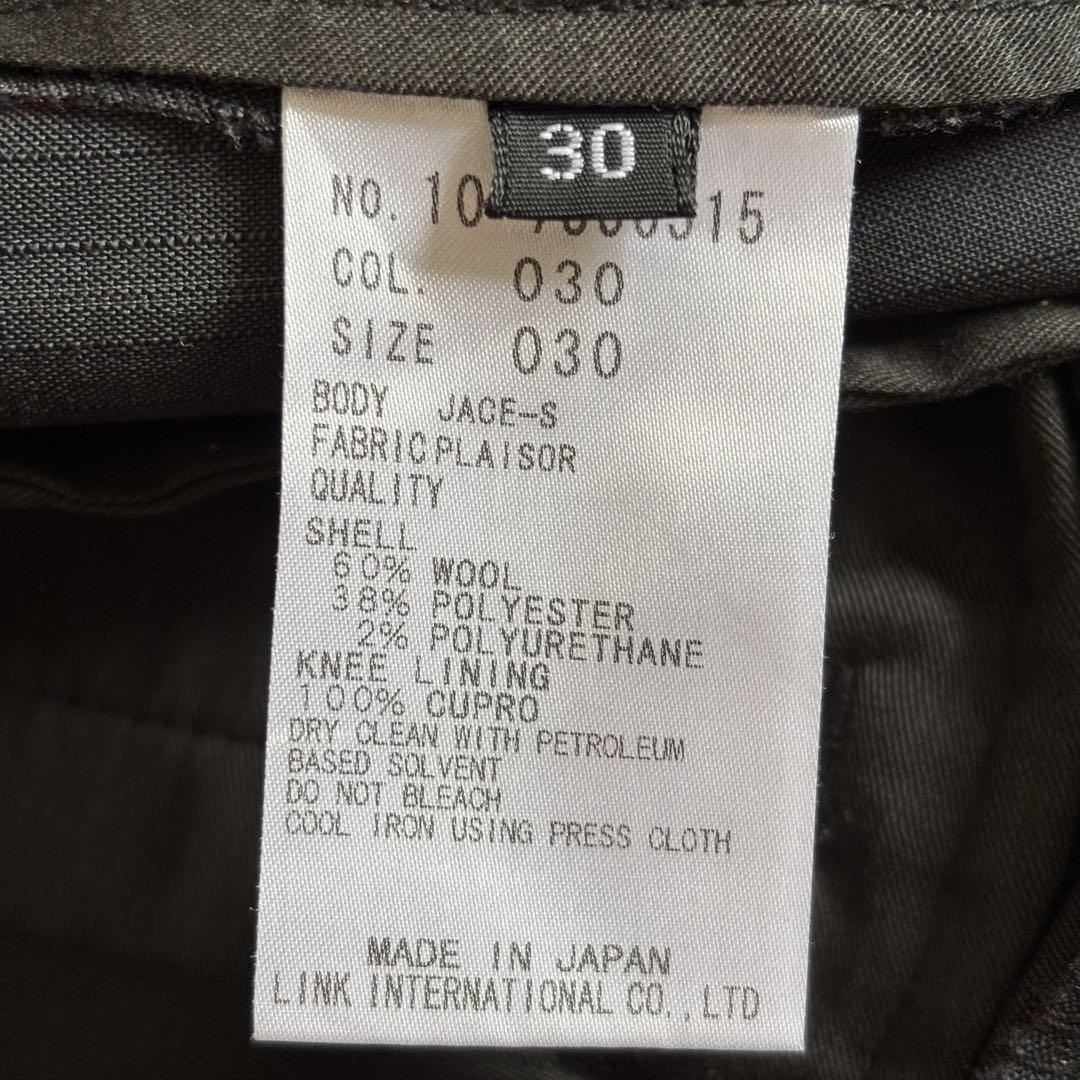 30
NO. 10 15
COL. 030
SIZE 030
BODY JACE-S
FABRIC PLAISOR
QUALITY
SHELL
60% WOOL
38% POLYESTER
2% POLYURETHANE
KNEE LINING
100% CUPRO
DRY CLEAN WITH PETROLEUM
BASED SOLVENT
DO NOT BLEACH
COOL IRON USING PRESS CLOTH
MADE IN JAPAN
LINK INTERNATIONAL CO.,LTD